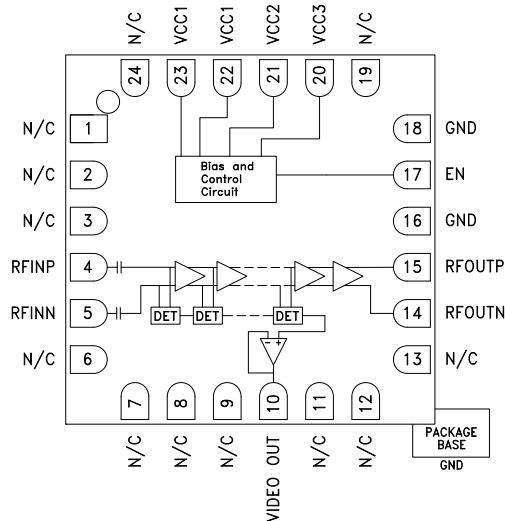 N/C
VCC1
VCC1
VCC2
VCC3
N/C
24
23
22
21
20
19
N/C
1
18
GND
N/C
2
Bias and
Control
Circuit
17
EN
N/C
3
16
GND
RFINP
4
15
RFOUTP
RFINN
5
DET
DET
DET
14
RFOUTN
N/C
6
- +
13
N/C
7
8
9
10
11
12
N/C
N/C
N/C
VIDEO OUT
N/C
N/C
PACKAGE
BASE
GND